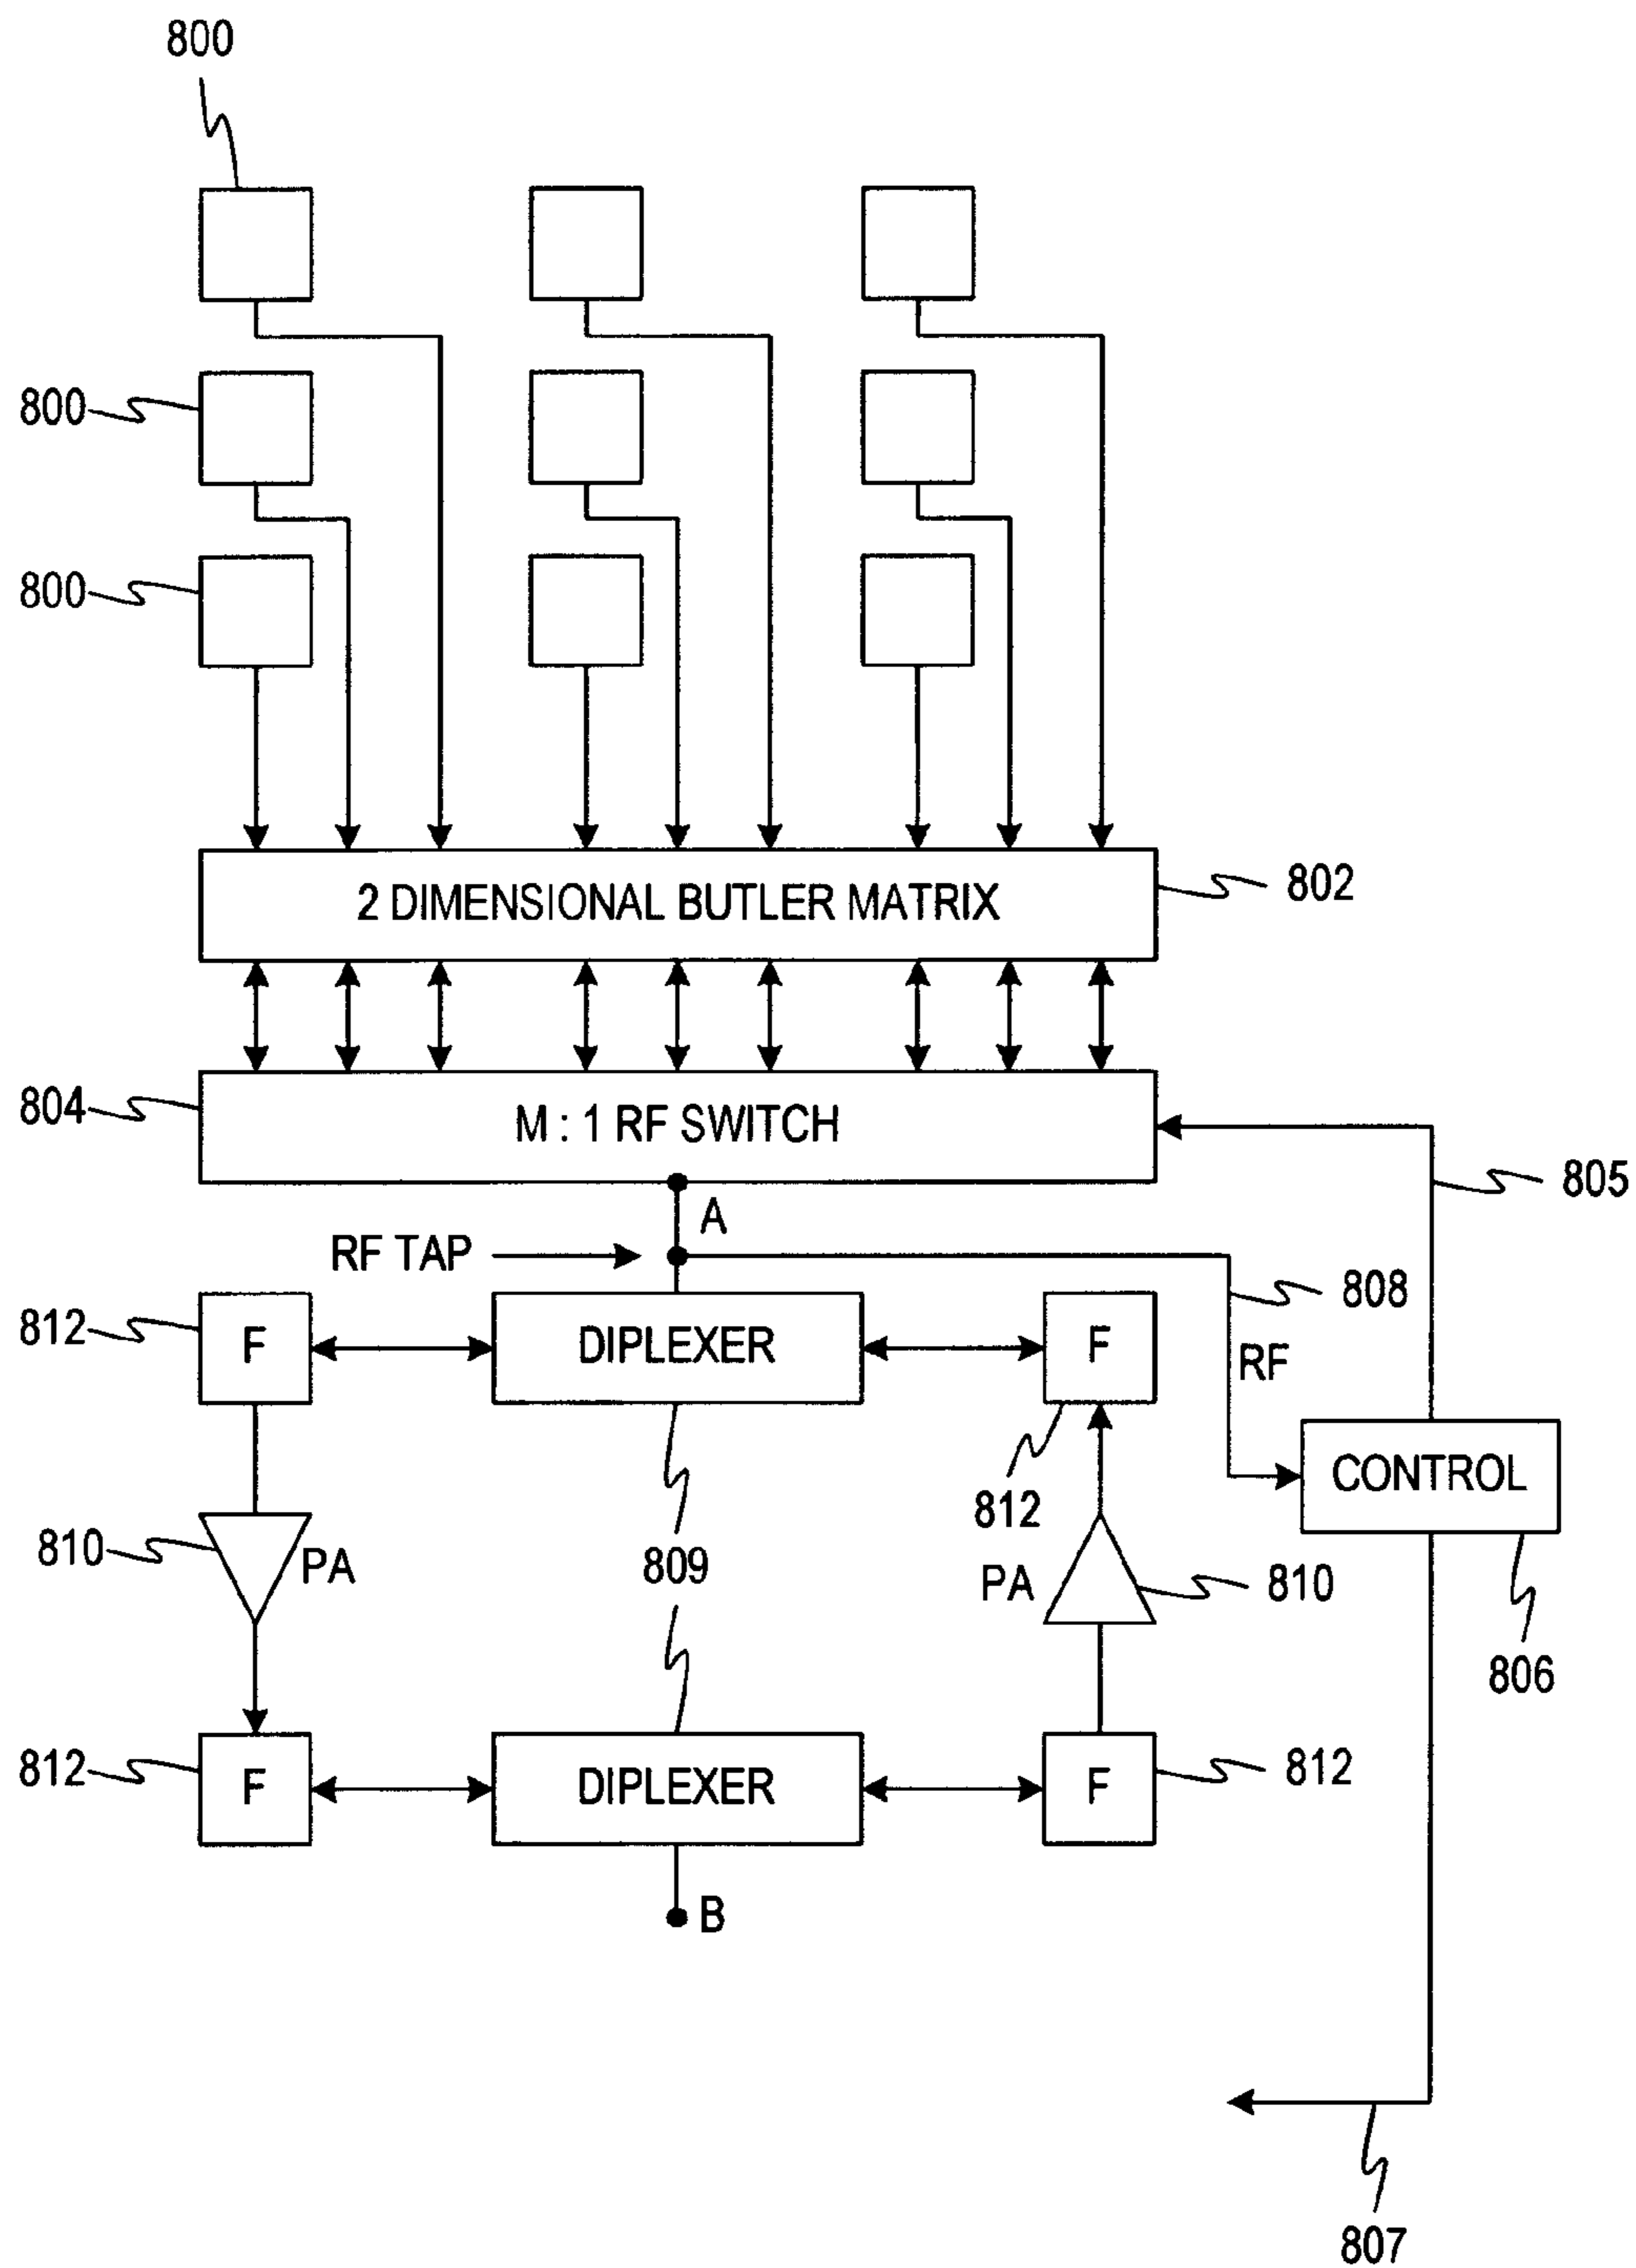 800
800
800
2 DIMENSIONAL BUTLER MATRIX
802
804
M : 1 RF SWITCH
805
A
RF TAP
808
812
F
DIPLEXER
F
RF
812
CONTROL
810
PA
809
PA
810
806
812
F
DIPLEXER
F
812
B
807